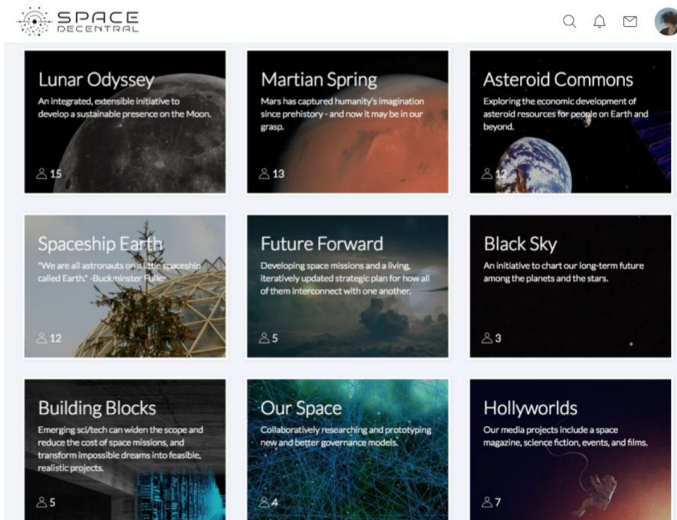 SPACE
DECENTRAL
Lunar Odyssey
An integrated, extensible initiative to
develop a sustainable presence on the Moon.
15
Martian Spring
Mars has captured humanity's imagination
since prehistory - and now it may be in our
grasp.
13
Asteroid Commons
Exploring the economic development of
asteroid resources for people on Earth and
beyond.
12
Spaceship Earth
"We are all astronauts on a little spaceship
called Earth." -Buckminster Fuller
12
Future Forward
Developing space missions and a living,
iteratively updated strategic plan for how all
of them interconnect with one another.
5
Black Sky
An initiative to chart our long-term future
among the planets and the stars.
3
Building Blocks
Emerging sci/tech can widen the scope and
reduce the cost of space missions, and
transform impossible dreams into feasible,
realistic projects.
5
Our Space
Collaboratively researching and prototyping
new and better governance models.
4
Hollyworlds
Our media projects include a space
magazine, science fiction, events, and films.
7